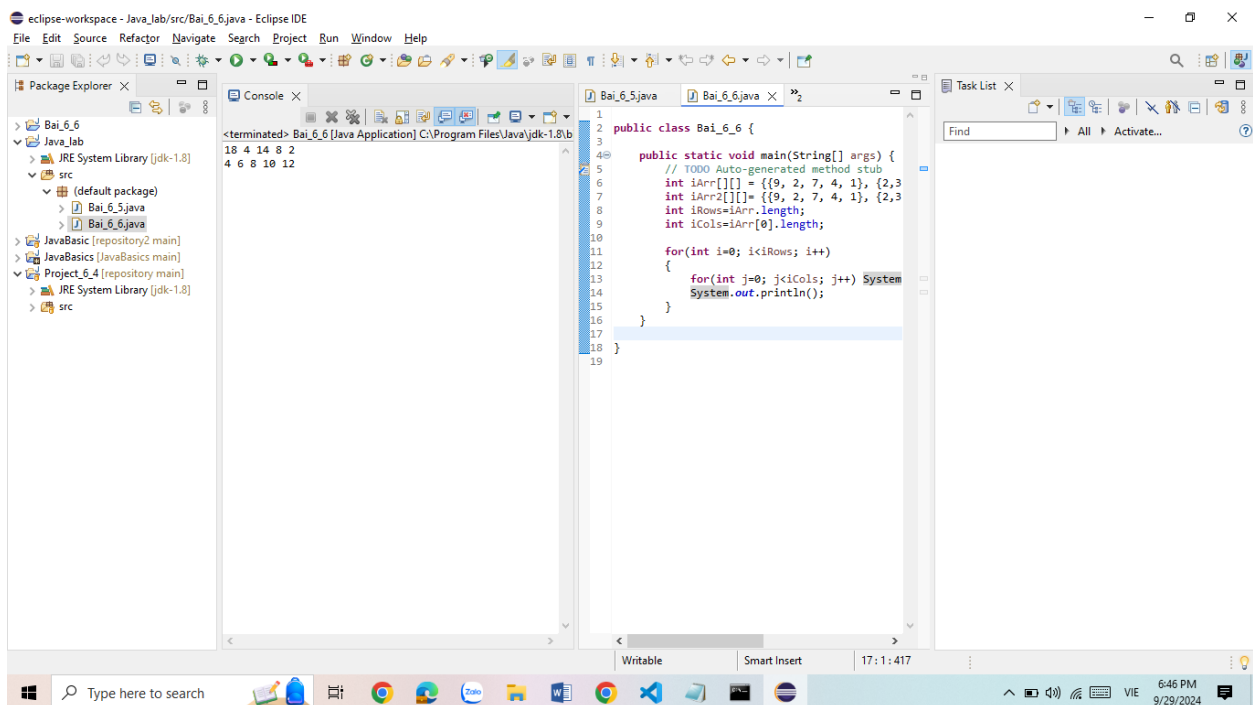 eclipse-workspace - Java_lab/src/Bai_6_6.java - Eclipse IDE
File Edit Source Refactor Navigate Search Project Run Window Help
Package Explorer
Bai_6_6
Java_lab
JRE System Library [jdk-1.8]
src
(default package)
Bai_6_5.java
Bai_6_6.java
JavaBasic [repository2 main]
JavaBasics [JavaBasics main]
Project_6_4 [repository main]
JRE System Library [jdk-1.8]
src
Console
<terminated> Bai_6_6 [Java Application] C:\Program Files\Java\jdk-1.8\b
18 4 14 8 2
4 6 8 10 12
Bai_6_5.java Bai_6_6.java »2
1
2 public class Bai_6_6 {
3
4 public static void main(String[] args) {
5 // TODO Auto-generated method stub
6 int iArr[][] = {{9, 2, 7, 4, 1}, {2,3
7 int iArr2[][]= {{9, 2, 7, 4, 1}, {2,3
8 int iRows=iArr.length;
9 int iCols=iArr[0].length;
10
11 for(int i=0; i<iRows; i++)
12 {
13 for(int j=0; j<iCols; j++) System
14 System.out.println();
15 }
16 }
17
18 }
19
Task List
Find All Activate...
Writable Smart Insert 17 : 1 : 417
Type here to search
Zalo
VIE
6:46 PM
9/29/2024